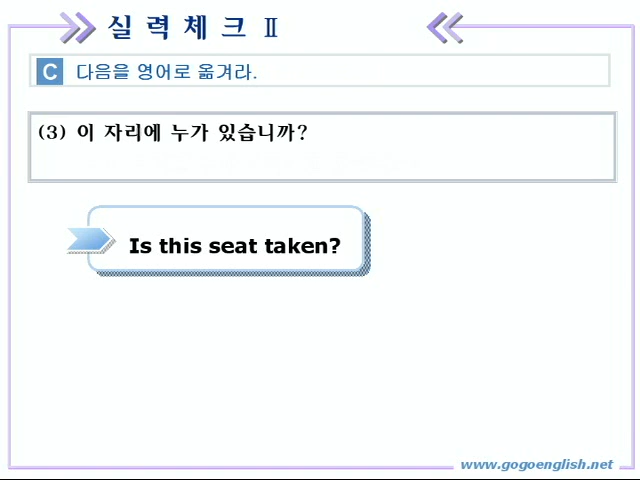 실력체크 Ⅱ
C 다음을 영어로 옮겨라.
(3) 이 자리에 누가 있습니까?
Is this seat taken?
www.gogoenglish.net